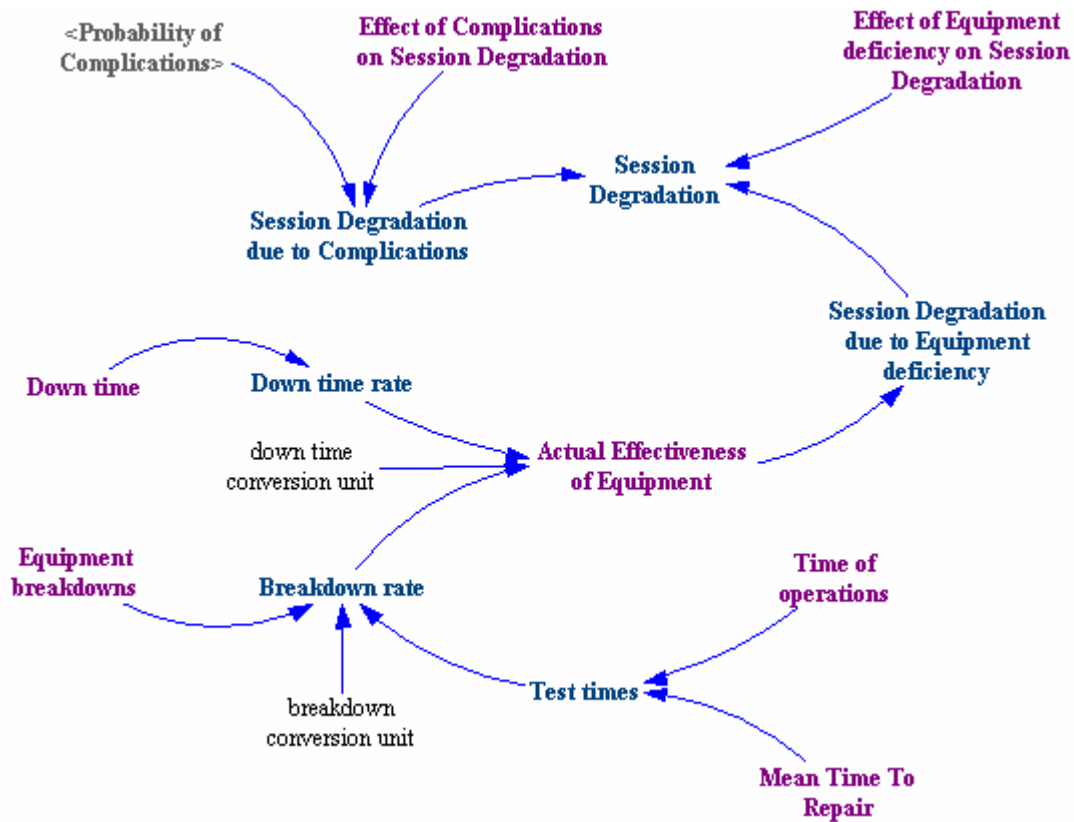 <Probability of
Complications>
Effect of Complications
on Session Degradation
Effect of Equipment
deficiency on Session
Degradation
Session
Degradation
Session Degradation
due to Complications
Session Degradation
due to Equipment
deficiency
Down time
Down time rate
down time
conversion unit
Actual Effectiveness
of Equipment
Equipment
breakdowns
Breakdown rate
Time of
operations
Test times
breakdown
conversion unit
Mean Time To
Repair